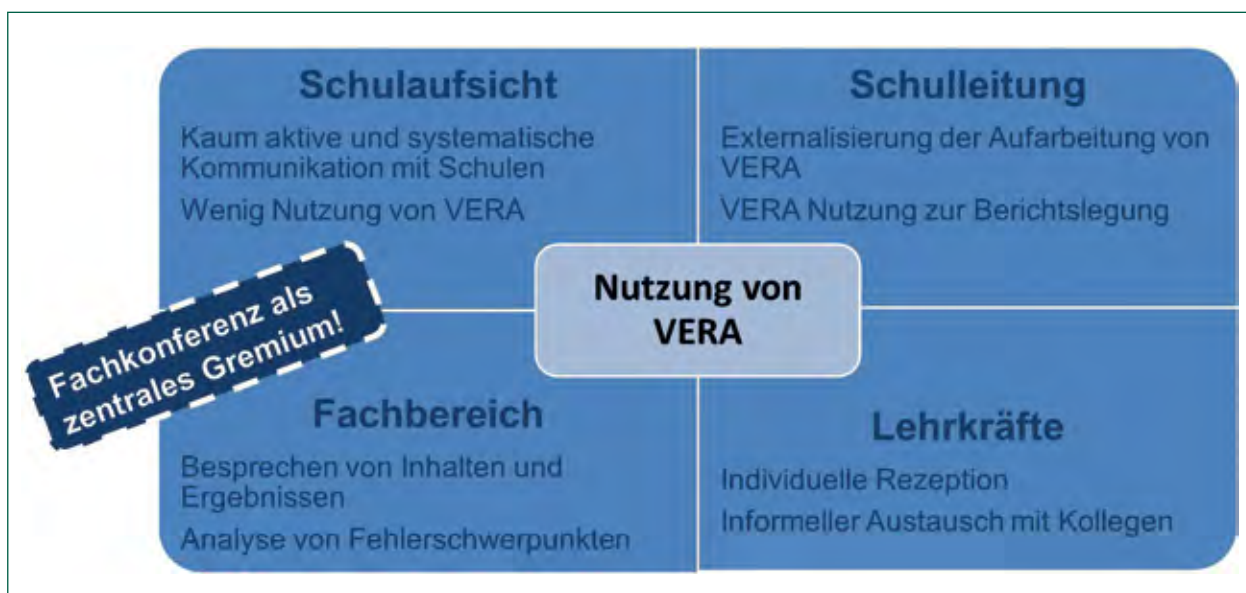 Schulaufsicht
Kaum aktive und systematische
Kommunikation mit Schulen
Wenig Nutzung von VERA
Schulleitung
Externalisierung der Aufarbeitung von
VERA
VERA Nutzung zur Berichtslegung
Nutzung von
VERA
Fachkonferenz als
zentrales Gremium!
Fachbereich
Besprechen von Inhalten und
Ergebnissen
Analyse von Fehlerschwerpunkten
Lehrkräfte
Individuelle Rezeption
Informeller Austausch mit Kollegen